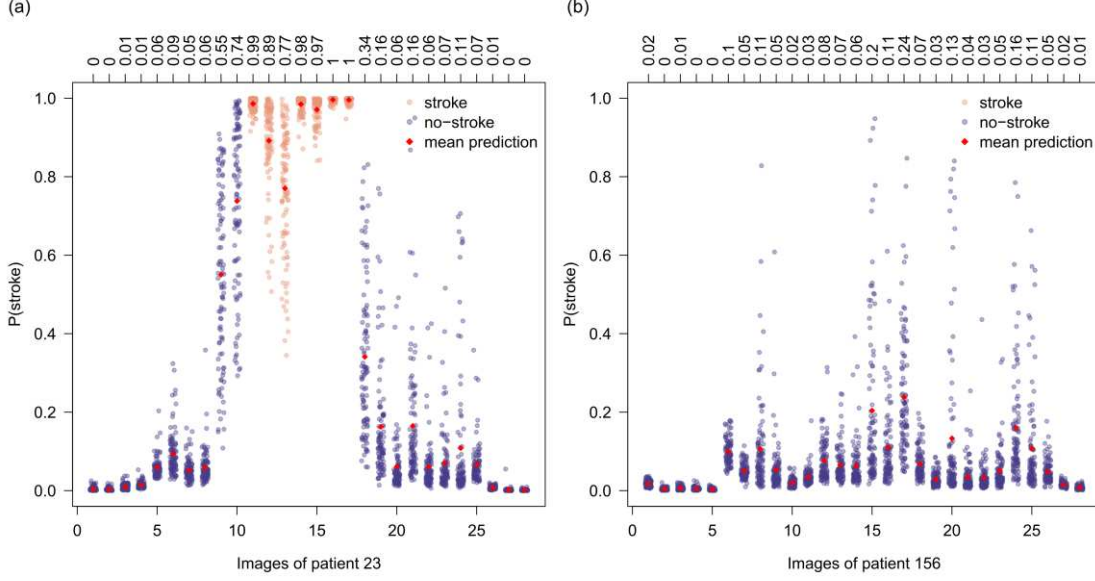 (a)
0 0 0.01 0.01 0.06 0.09 0.05 0.06 0.55 0.74 0.99 0.89 0.77 0.98 0.97 1 1 0.34 0.16 0.06 0.16 0.06 0.07 0.11 0.07 0.01 0 0
stroke
no-stroke
mean prediction
P(stroke)
1.0
0.8
0.6
0.4
0.2
0.0
0 5 10 15 20 25
Images of patient 23
(b)
0.02 0 0.01 0 0 0.1 0.05 0.11 0.05 0.02 0.03 0.08 0.07 0.06 0.2 0.11 0.24 0.07 0.03 0.13 0.04 0.03 0.05 0.16 0.11 0.05 0.02 0.01
stroke
no-stroke
mean prediction
P(stroke)
1.0
0.8
0.6
0.4
0.2
0.0
0 5 10 15 20 25
Images of patient 156